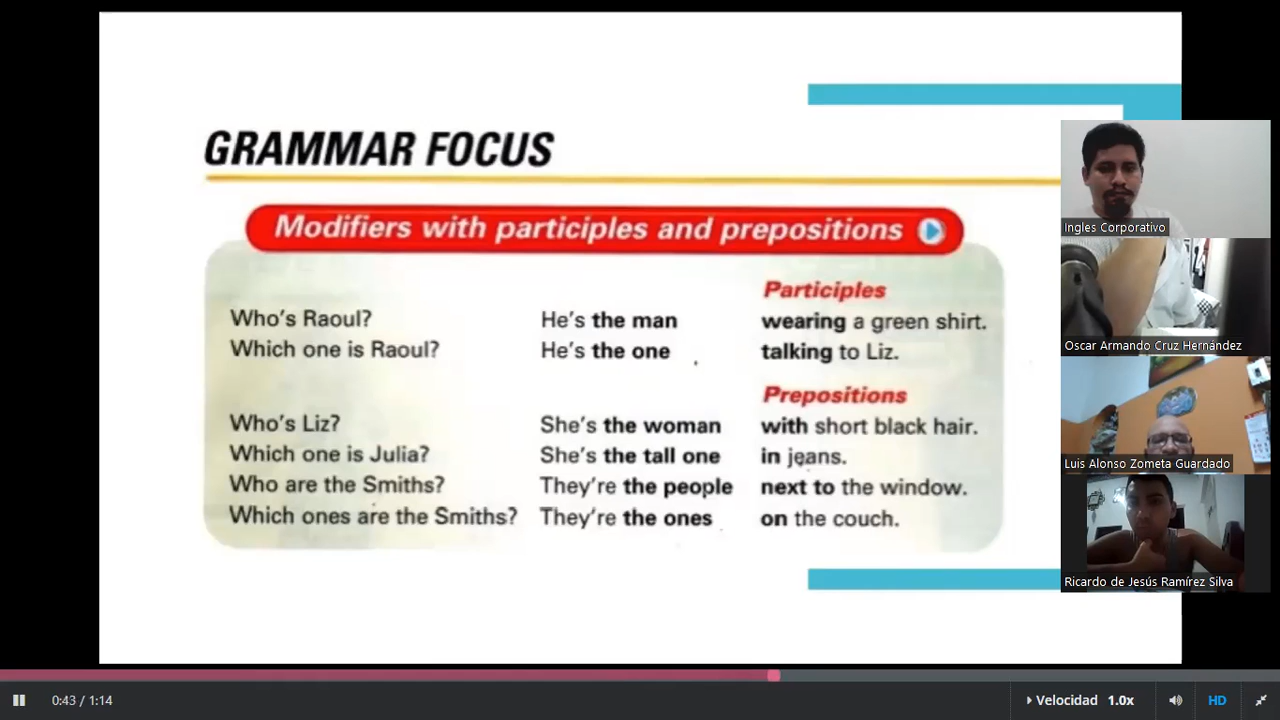 GRAMMAR FOCUS
Modifiers with participles and prepositions
Participles
Who's Raoul? He's the man wearing a green shirt.
Which one is Raoul? He's the one talking to Liz.
Prepositions
Who's Liz? She's the woman with short black hair.
Which one is Julia? She's the tall one in jeans.
Who are the Smiths? They're the people next to the window.
Which ones are the Smiths? They're the ones on the couch.
Ingles Corporativo
Oscar Armando Cruz Hernández
Luis Alonso Zometa Guardado
Ricardo de Jesús Ramírez Silva
0:43 / 1:14 Velocidad 1.0x HD